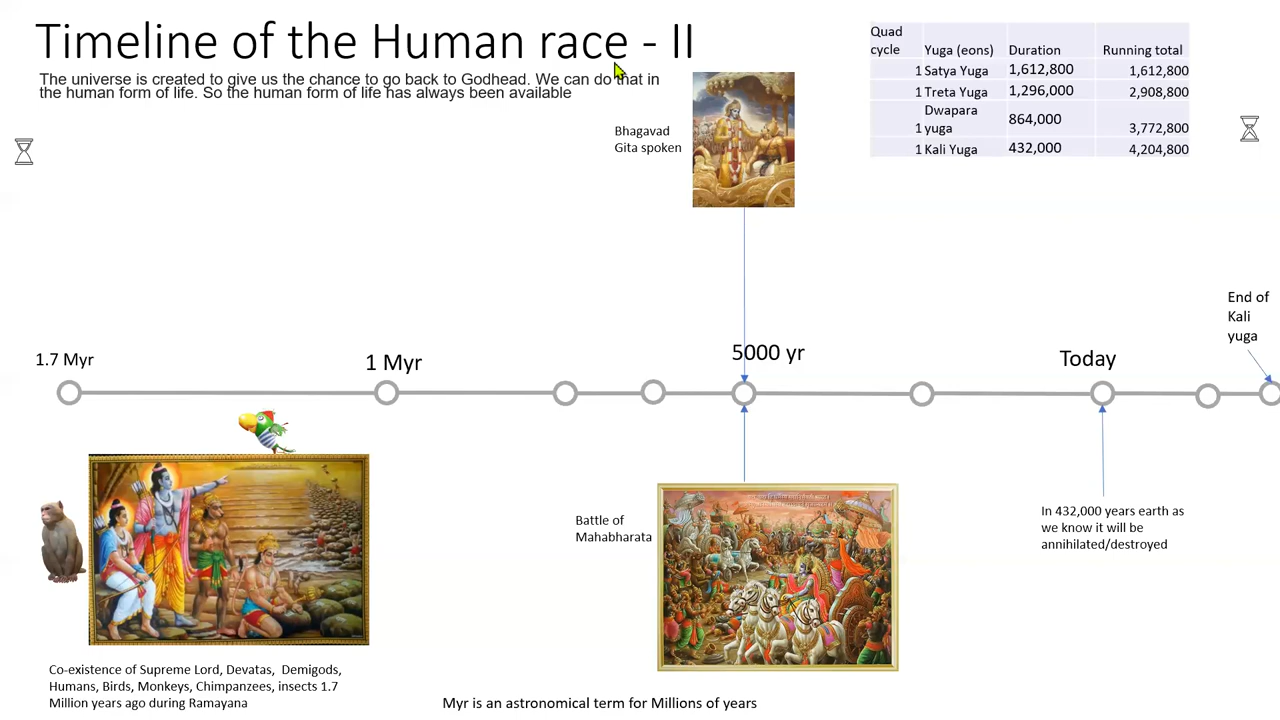 Timeline of the Human race - II
The universe is created to give us the chance to go back to Godhead. We can do that in
the human form of life. So the human form of life has always been available
Quad
cycle Yuga (eons) Duration Running total
1 Satya Yuga 1,612,800 1,612,800
1 Treta Yuga 1,296,000 2,908,800
Dwapara
1 yuga 864,000 3,772,800
1 Kali Yuga 432,000 4,204,800
Bhagavad
Gita spoken
End of
Kali
yuga
1.7 Myr
1 Myr
5000 yr
Today
Battle of
Mahabharata
In 432,000 years earth as
we know it will be
annihilated/destroyed
Co-existence of Supreme Lord, Devatas, Demigods,
Humans, Birds, Monkeys, Chimpanzees, insects 1.7
Million years ago during Ramayana
Myr is an astronomical term for Millions of years